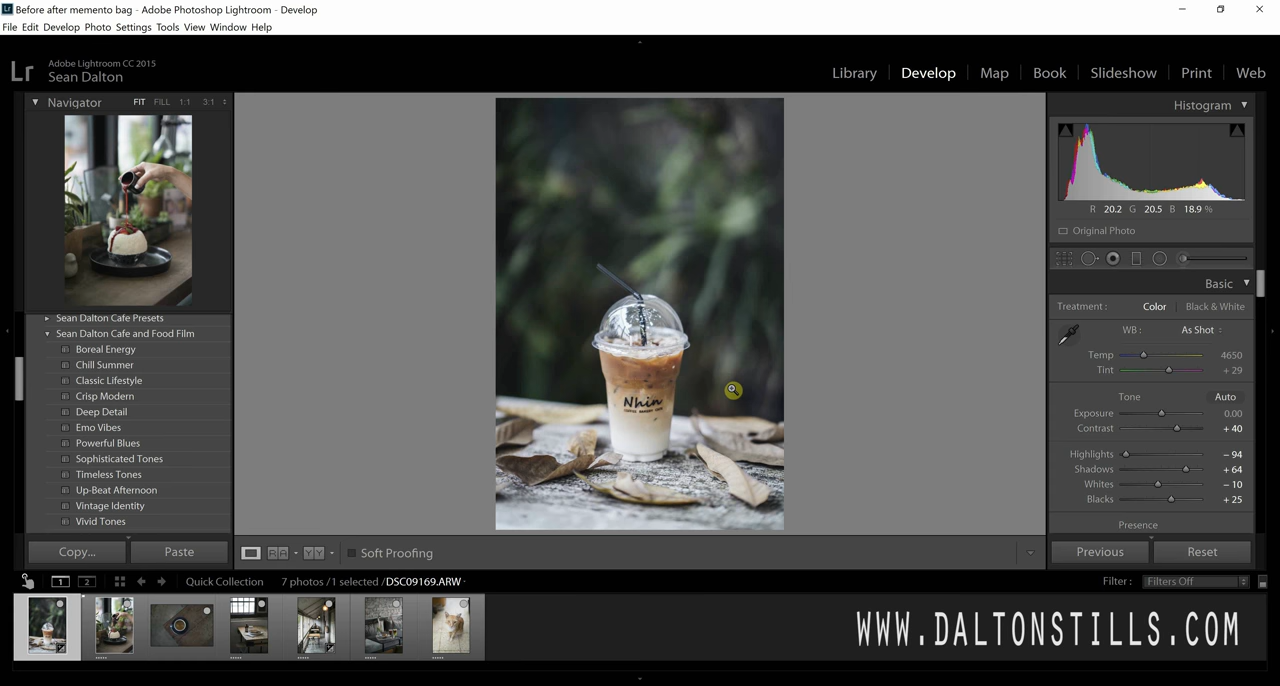 Before after memento bag - Adobe Photoshop Lightroom - Develop
File Edit Develop Photo Settings Tools View Window Help
Lr
Adobe Lightroom CC 2015
Sean Dalton
Library Develop Map Book Slideshow Print Web
Navigator FIT FILL 1:1 3:1
Sean Dalton Cafe Presets
Sean Dalton Cafe and Food Film
Boreal Energy
Chill Summer
Classic Lifestyle
Crisp Modern
Deep Detail
Emo Vibes
Powerful Blues
Sophisticated Tones
Timeless Tones
Up-Beat Afternoon
Vintage Identity
Vivid Tones
Copy... Paste
Nhin
Histogram
R 20.2 G 20.5 B 18.9 %
Original Photo
Basic
Treatment : Color Black & White
WB : As Shot
Temp 4650
Tint + 29
Tone Auto
Exposure 0.00
Contrast + 40
Highlights – 94
Shadows + 64
Whites – 10
Blacks + 25
Presence
Previous Reset
RA YY Soft Proofing
1 2 Quick Collection 7 photos /1 selected /DSC09169.ARW
Filter : Filters Off
WWW.DALTONSTILLS.COM